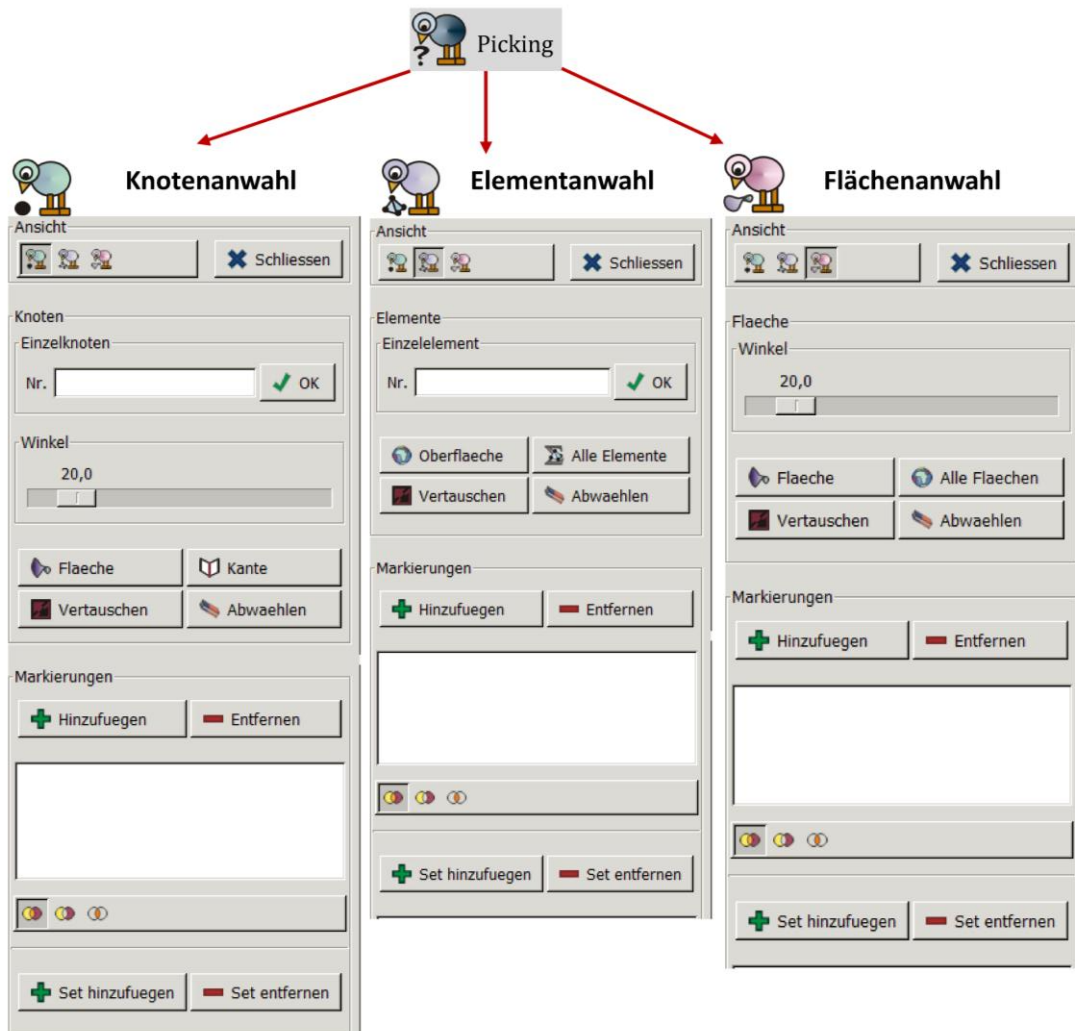 Picking
Knotenanwahl
Ansicht
Schliessen
Knoten
Einzelknoten
Nr.
OK
Winkel
20,0
Flaeche
Kante
Vertauschen
Abwaehlen
Markierungen
Hinzufuegen
Entfernen
Set hinzufuegen
Set entfernen
Elementanwahl
Ansicht
Schliessen
Elemente
Einzelelement
Nr.
OK
Oberflaeche
Alle Elemente
Vertauschen
Abwaehlen
Markierungen
Hinzufuegen
Entfernen
Set hinzufuegen
Set entfernen
Flächenanwahl
Ansicht
Schliessen
Flaeche
Winkel
20,0
Flaeche
Alle Flaechen
Vertauschen
Abwaehlen
Markierungen
Hinzufuegen
Entfernen
Set hinzufuegen
Set entfernen